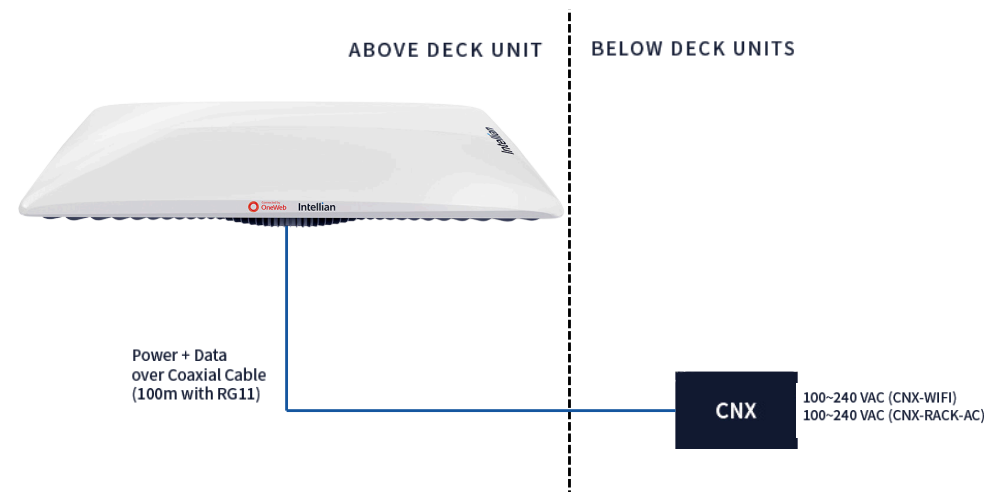 ABOVE DECK UNIT
BELOW DECK UNITS
Intellian
OneWeb
Intellian
Power + Data
over Coaxial Cable
(100m with RG11)
CNX
100~240 VAC (CNX-WIFI)
100~240 VAC (CNX-RACK-AC)